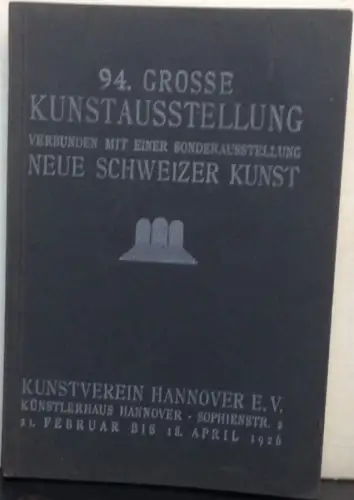 94. GROSSE
KUNSTAUSSTELLUNG
VERBUNDEN MIT EINER SONDERAUSSTELLUNG
NEUE SCHWEIZER KUNST
KUNSTVEREIN HANNOVER E.V.
KÜNSTLERHAUS HANNOVER - SOPHIENSTR. 2
21. FEBRUAR BIS 18. APRIL 1926